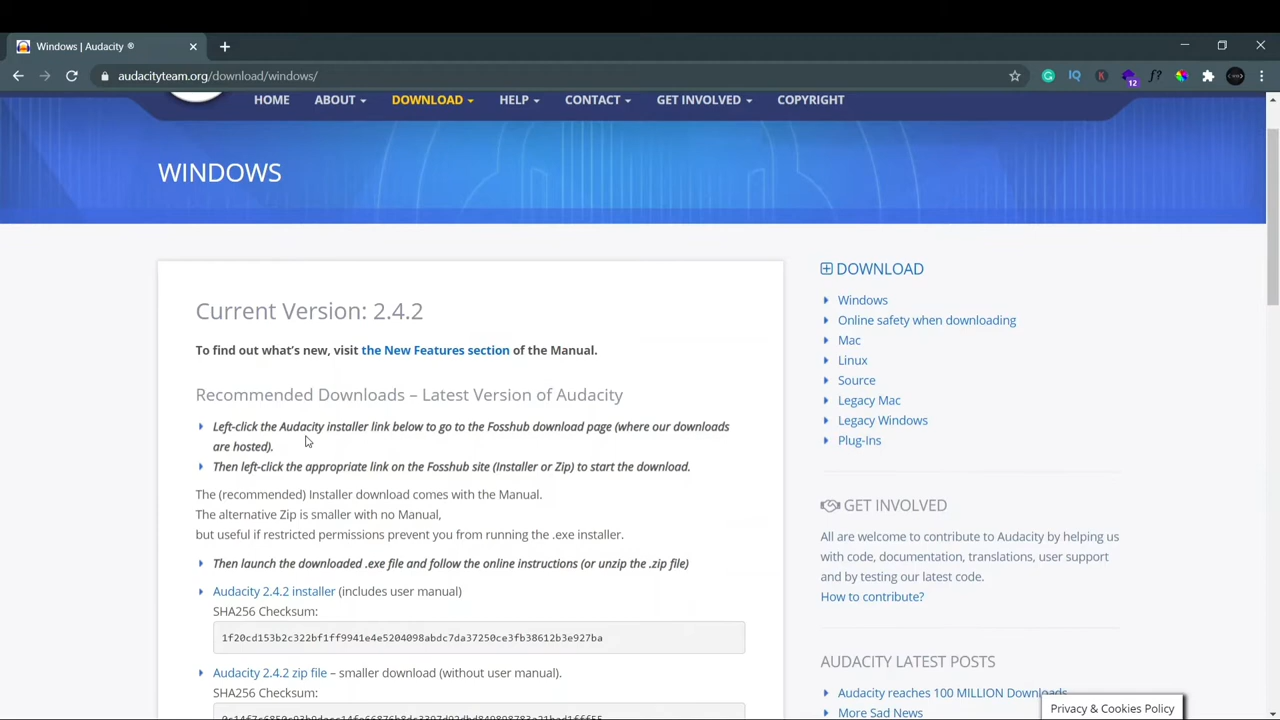 Windows | Audacity ®
audacityteam.org/download/windows/
12
HOME ABOUT DOWNLOAD HELP CONTACT GET INVOLVED COPYRIGHT
WINDOWS
Current Version: 2.4.2
To find out what's new, visit the New Features section of the Manual.
Recommended Downloads – Latest Version of Audacity
Left-click the Audacity installer link below to go to the Fosshub download page (where our downloads
are hosted).
Then left-click the appropriate link on the Fosshub site (Installer or Zip) to start the download.
The (recommended) Installer download comes with the Manual.
The alternative Zip is smaller with no Manual,
but useful if restricted permissions prevent you from running the .exe installer.
Then launch the downloaded .exe file and follow the online instructions (or unzip the .zip file)
Audacity 2.4.2 installer (includes user manual)
SHA256 Checksum:
1f20cd153b2c322bf1ff9941e4e5204098abdc7da37250ce3fb38612b3e927ba
Audacity 2.4.2 zip file – smaller download (without user manual).
SHA256 Checksum:
DOWNLOAD
Windows
Online safety when downloading
Mac
Linux
Source
Legacy Mac
Legacy Windows
Plug-Ins
GET INVOLVED
All are welcome to contribute to Audacity by helping us
with code, documentation, translations, user support
and by testing our latest code.
How to contribute?
AUDACITY LATEST POSTS
Audacity reaches 100 MILLION Downloads
More Sad News
Privacy & Cookies Policy